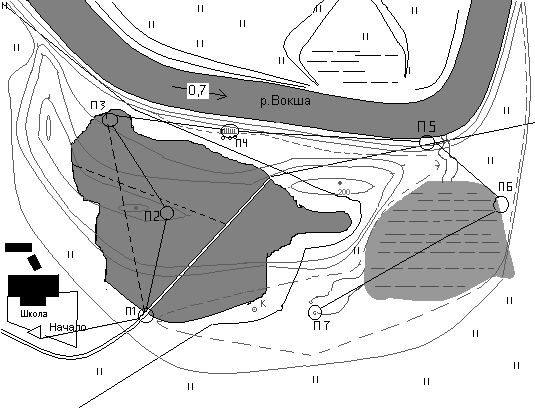 0,7
р.Вокша
П3
П4
П5
200
П6
П2
К
П1
П7
Школа
Начало